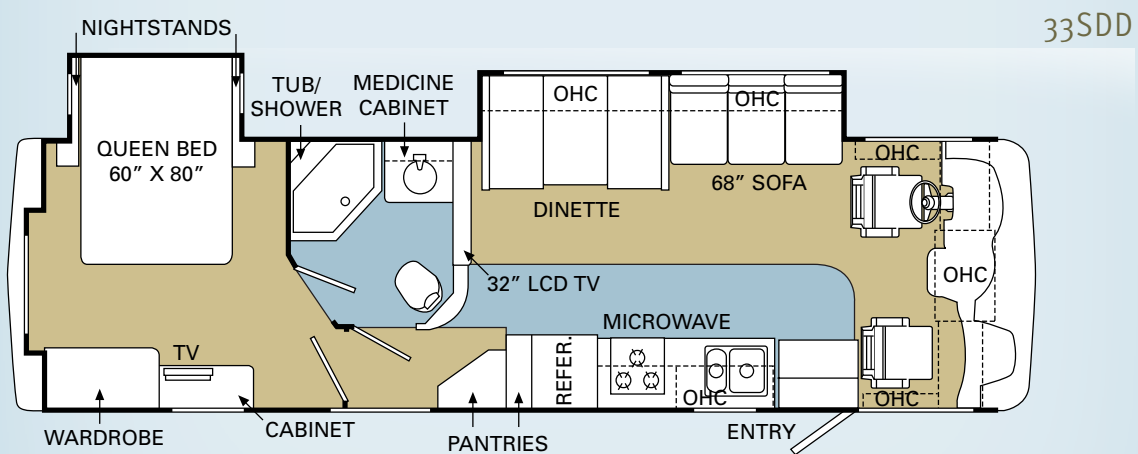 33SDD
NIGHTSTANDS
TUB/
SHOWER
MEDICINE
CABINET
OHC
OHC
QUEEN BED
60" X 80"
OHC
68" SOFA
DINETTE
32" LCD TV
OHC
MICROWAVE
TV
REFER.
OHC
OHC
WARDROBE
CABINET
PANTRIES
ENTRY